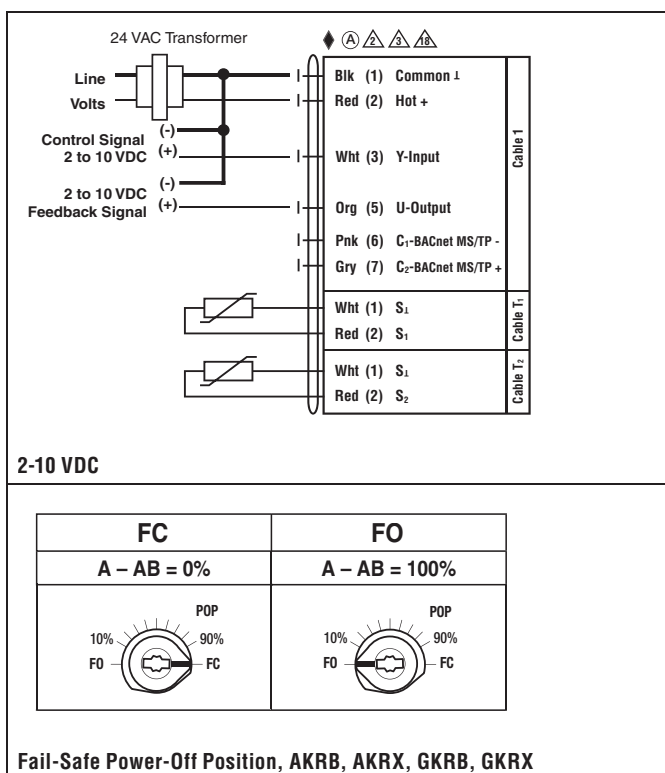 24 VAC Transformer
A 2 3 18
Line
Volts
Control Signal
2 to 10 VDC
(-)
(+)
2 to 10 VDC
Feedback Signal
(-)
(+)
Blk (1) Common ⊥
Red (2) Hot +
Wht (3) Y-Input
Org (5) U-Output
Pnk (6) C₁-BACnet MS/TP -
Gry (7) C₂-BACnet MS/TP +
Cable 1
Wht (1) S⊥
Red (2) S₁
Cable T₁
Wht (1) S⊥
Red (2) S₂
Cable T₂
2-10 VDC
FC FO
A – AB = 0% A – AB = 100%
POP
10% 90%
FO FC
POP
10% 90%
FO FC
Fail-Safe Power-Off Position, AKRB, AKRX, GKRB, GKRX